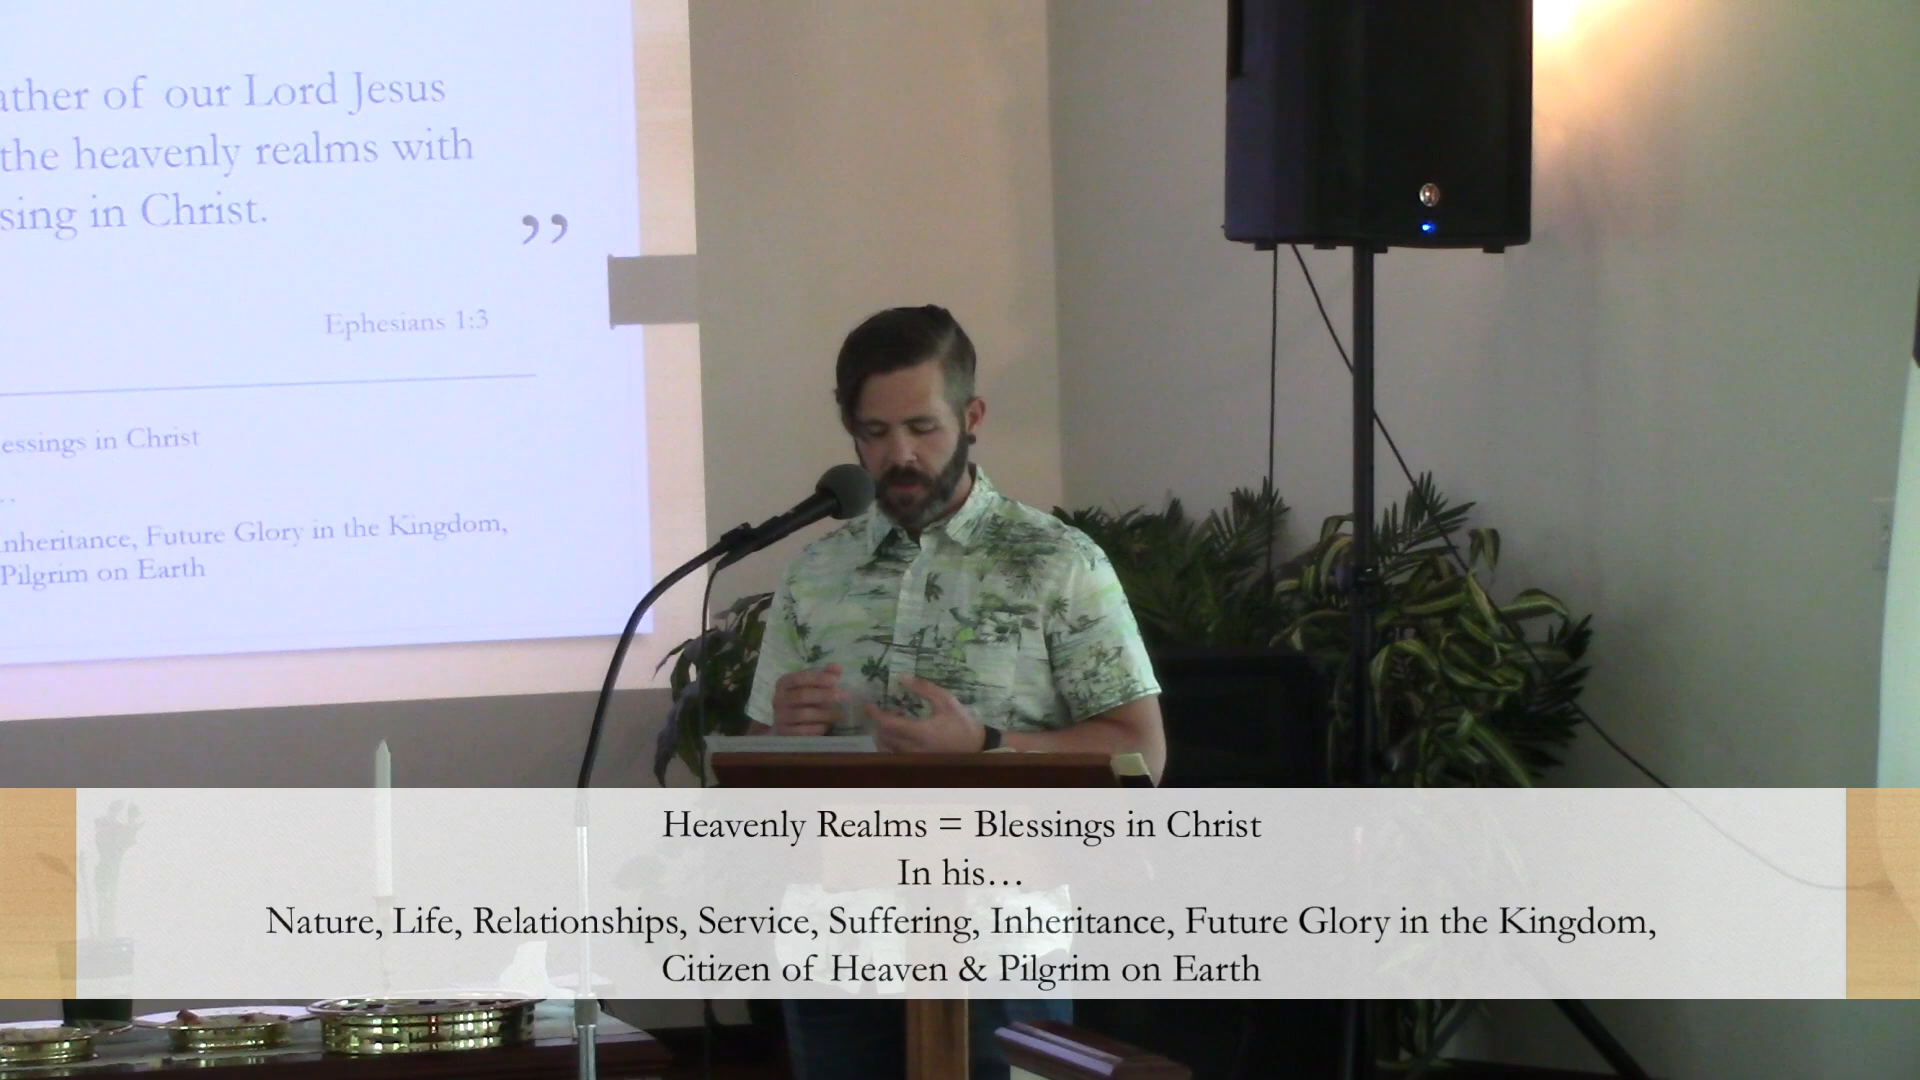 ather of our Lord Jesus
the heavenly realms with
sing in Christ.
”
Ephesians 1:3
essings in Christ
..
nheritance, Future Glory in the Kingdom,
Pilgrim on Earth
Heavenly Realms = Blessings in Christ
In his…
Nature, Life, Relationships, Service, Suffering, Inheritance, Future Glory in the Kingdom,
Citizen of Heaven & Pilgrim on Earth